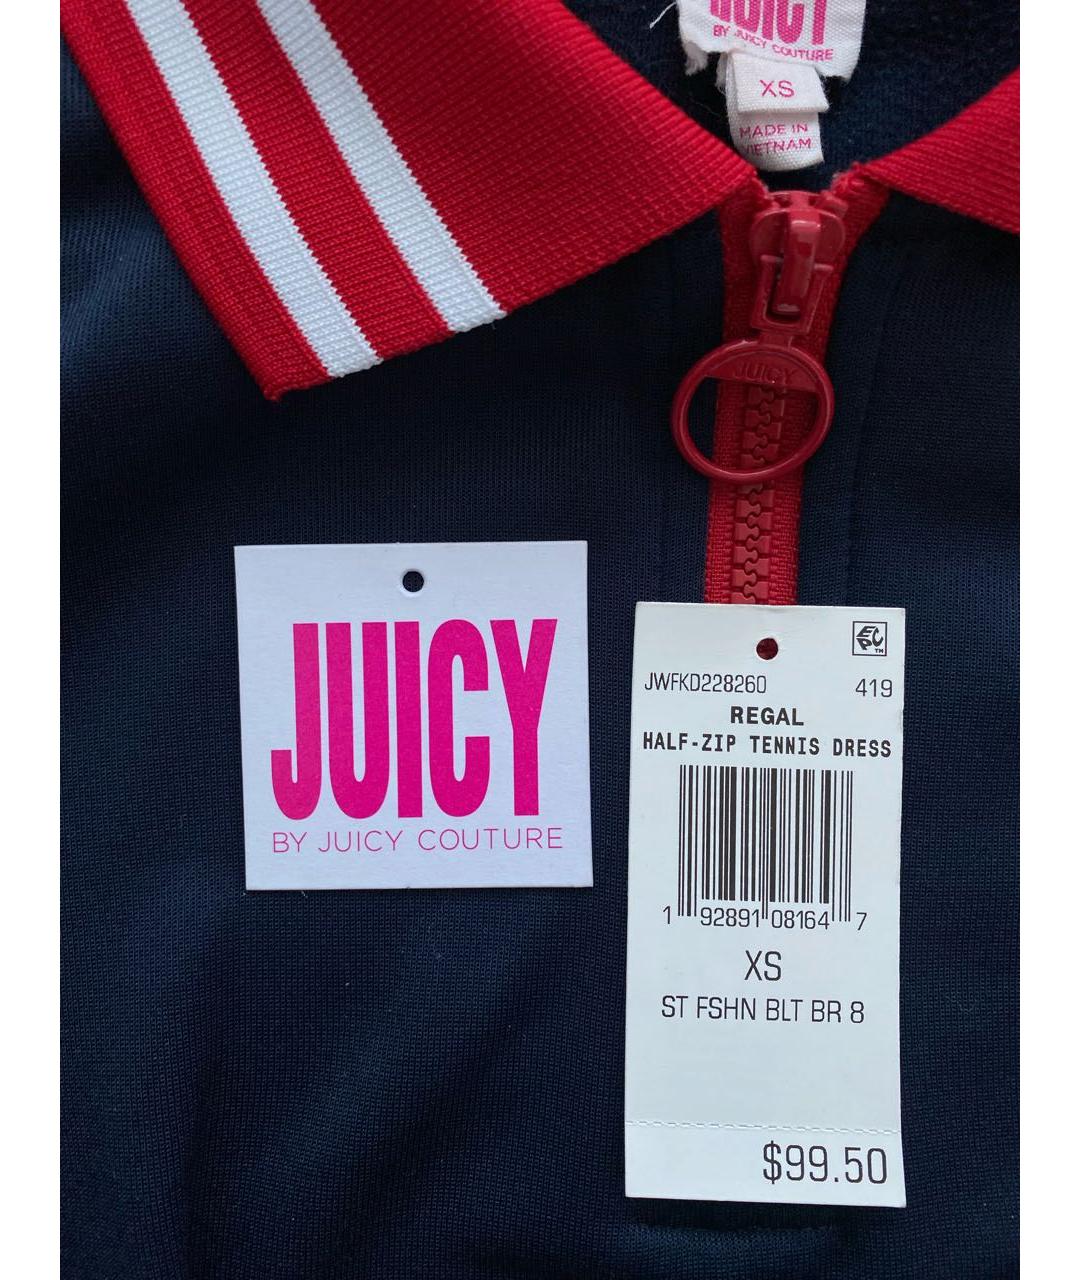 JUICY
BY JUICY COUTURE
XS
MADE IN
VIETNAM
JUICY
JUICY
BY JUICY COUTURE
EPC™
JWFKD228260 419
REGAL
HALF-ZIP TENNIS DRESS
1 92891 08164 7
XS
ST FSHN BLT BR 8
$99.50